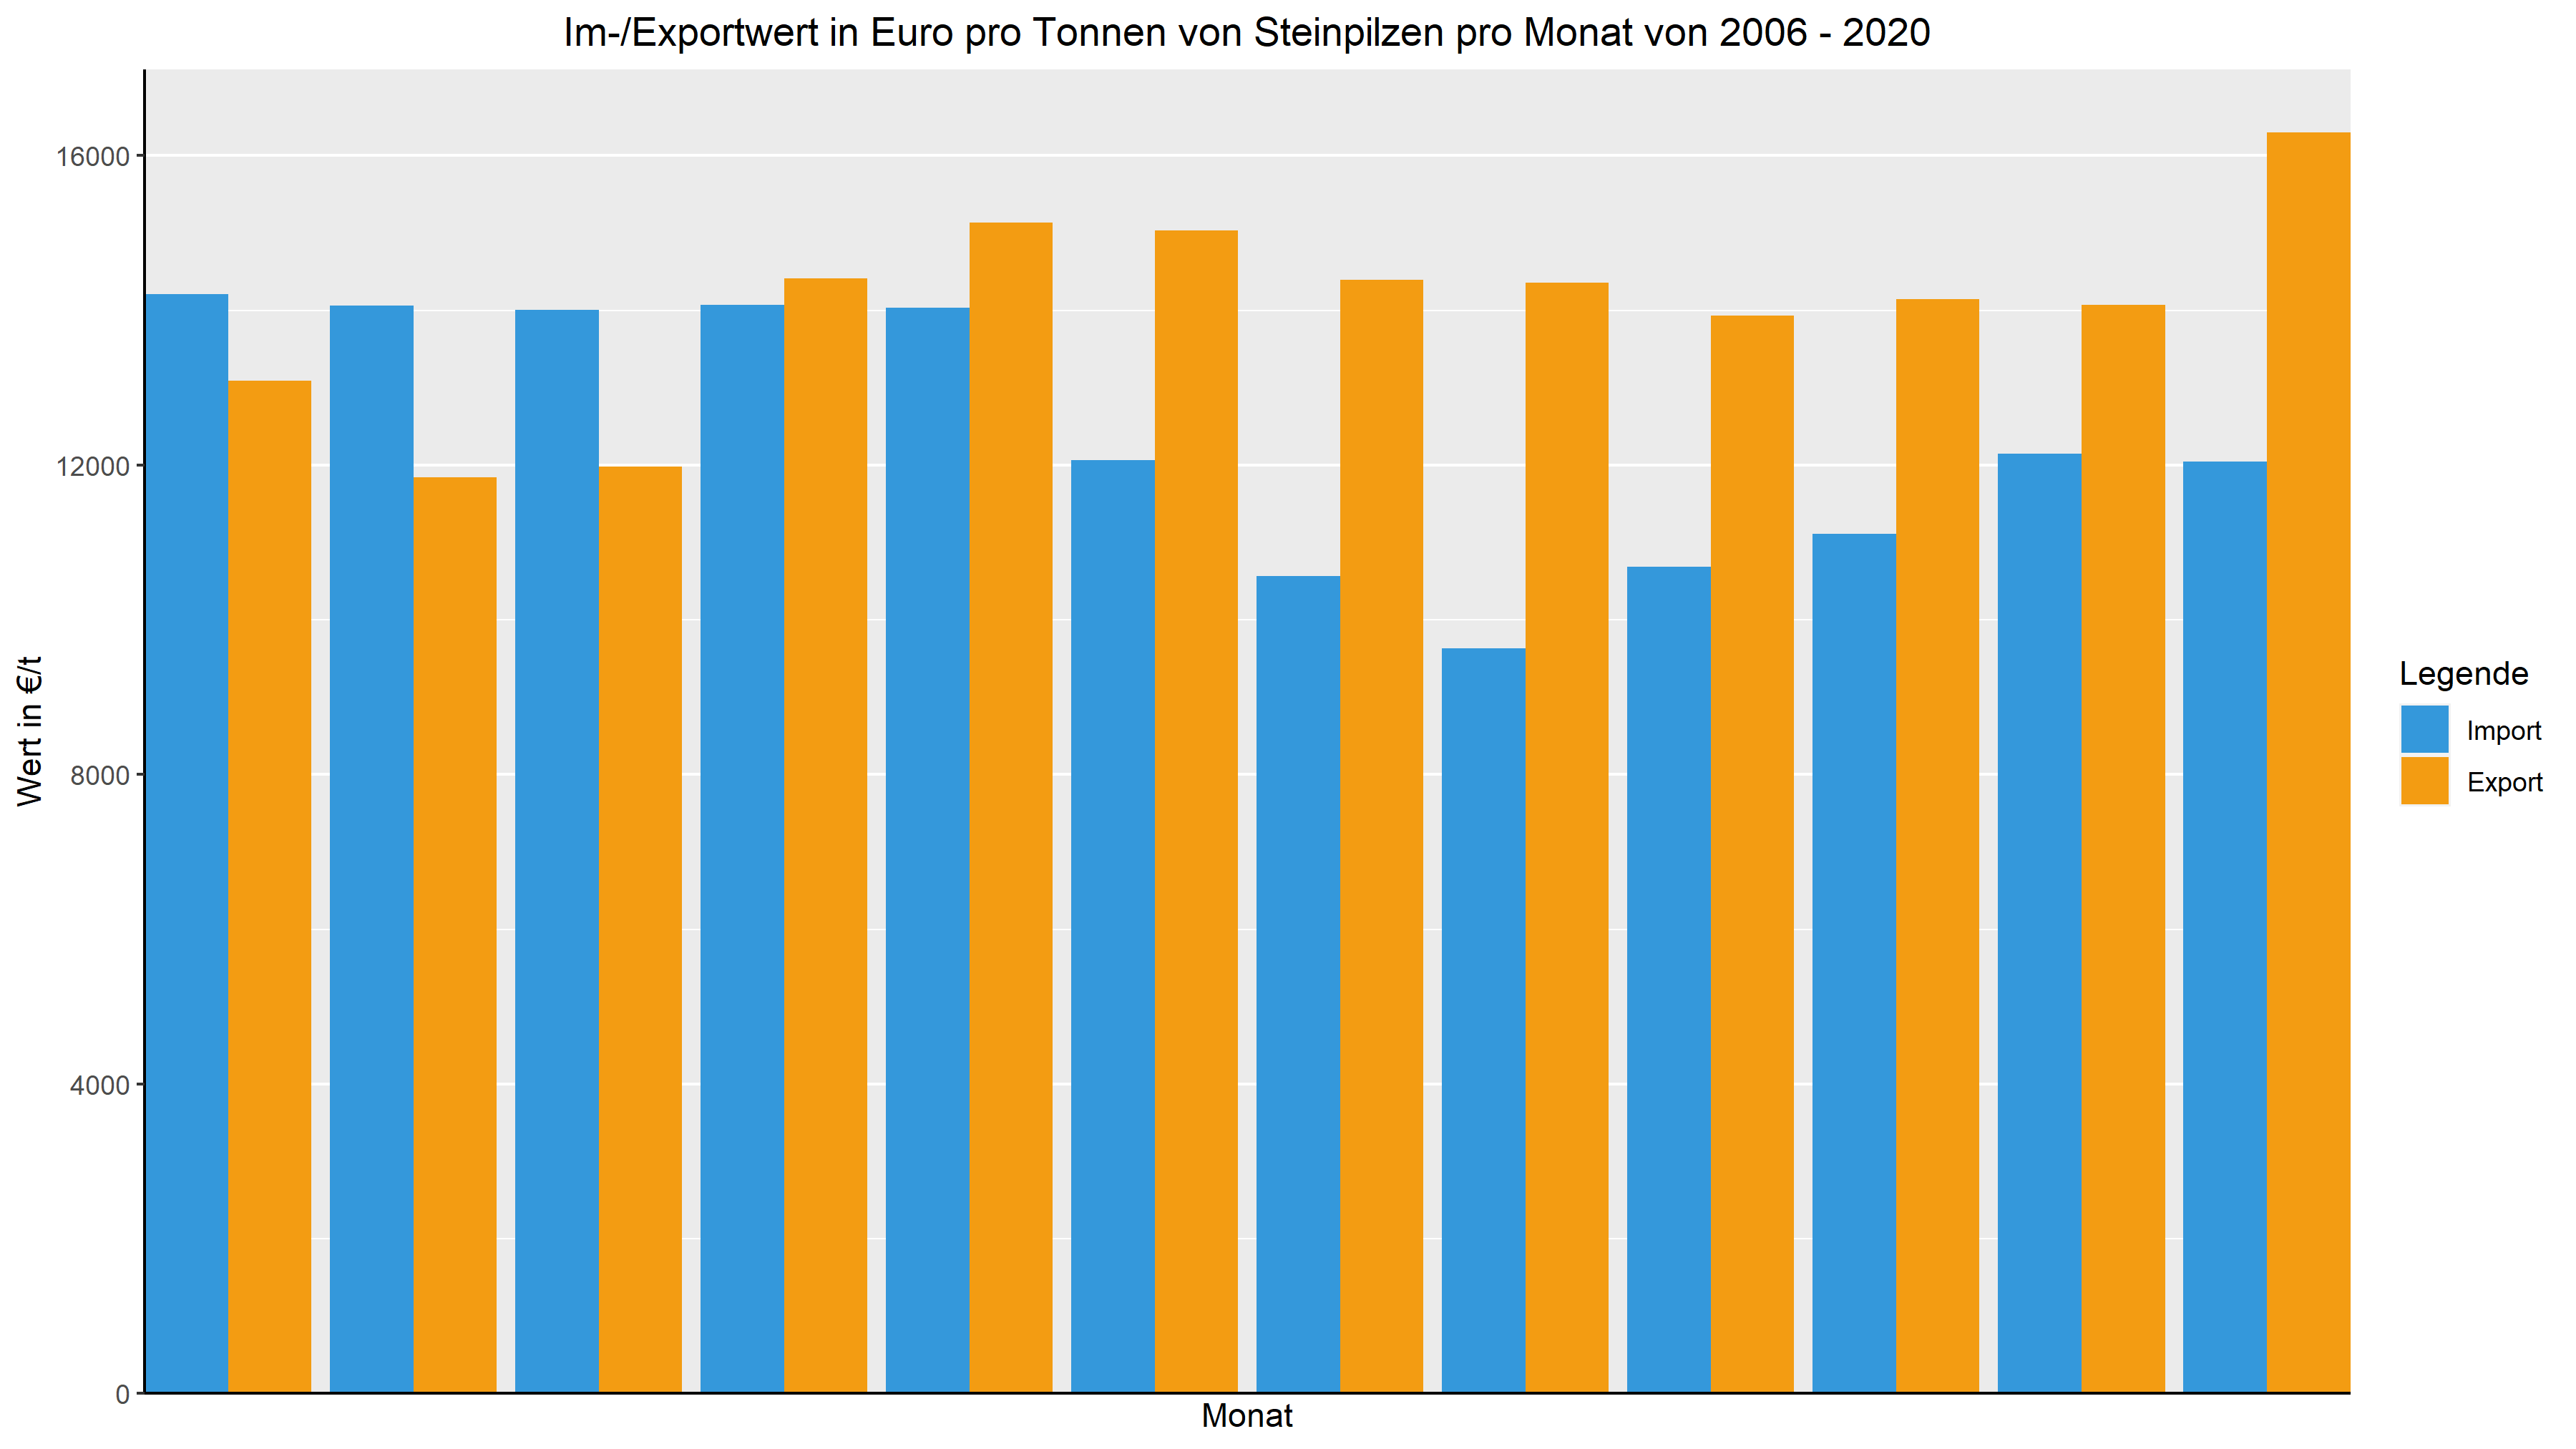 Im-/Exportwert in Euro pro Tonnen von Steinpilzen pro Monat von 2006 - 2020
16000
12000
8000
4000
0
Wert in €/t
Monat
Legende
Import
Export